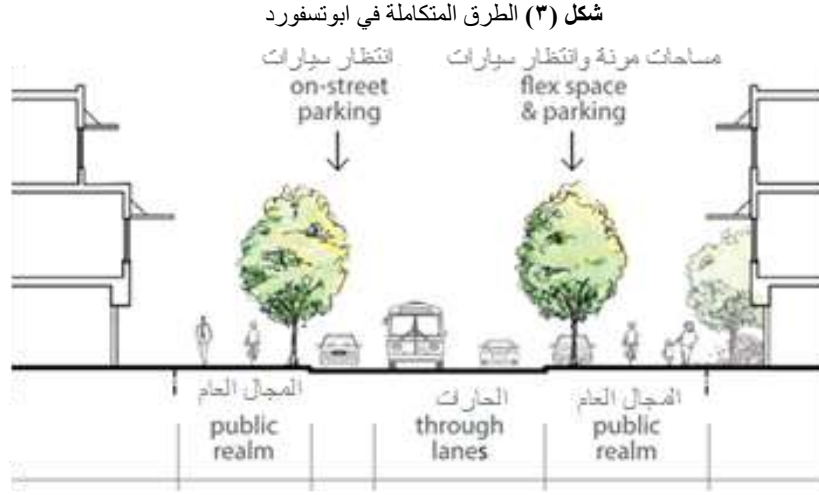 شكل (٣) الطرق المتكاملة في ابوتسفورد
انتظار سيارات
on-street
parking
مساحات مرنة وانتظار سيارات
flex space
& parking
المجال العام
public
realm
الحارات
through
lanes
المجال العام
public
realm